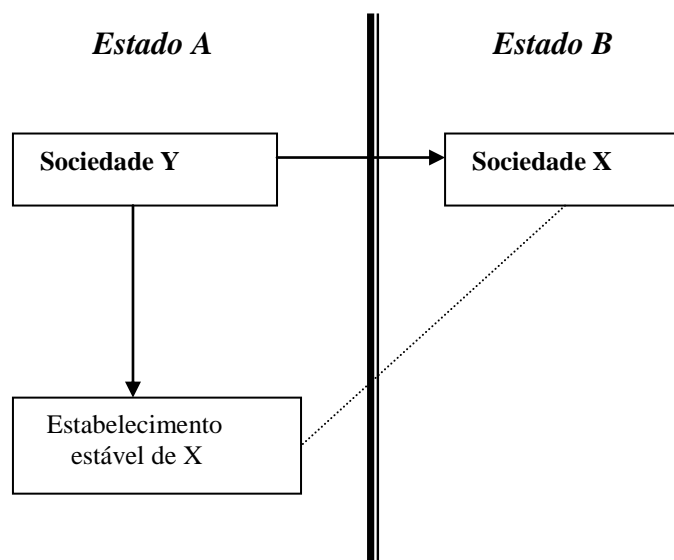 Estado A
Estado B
Sociedade Y
Sociedade X
Estabelecimento
estável de X